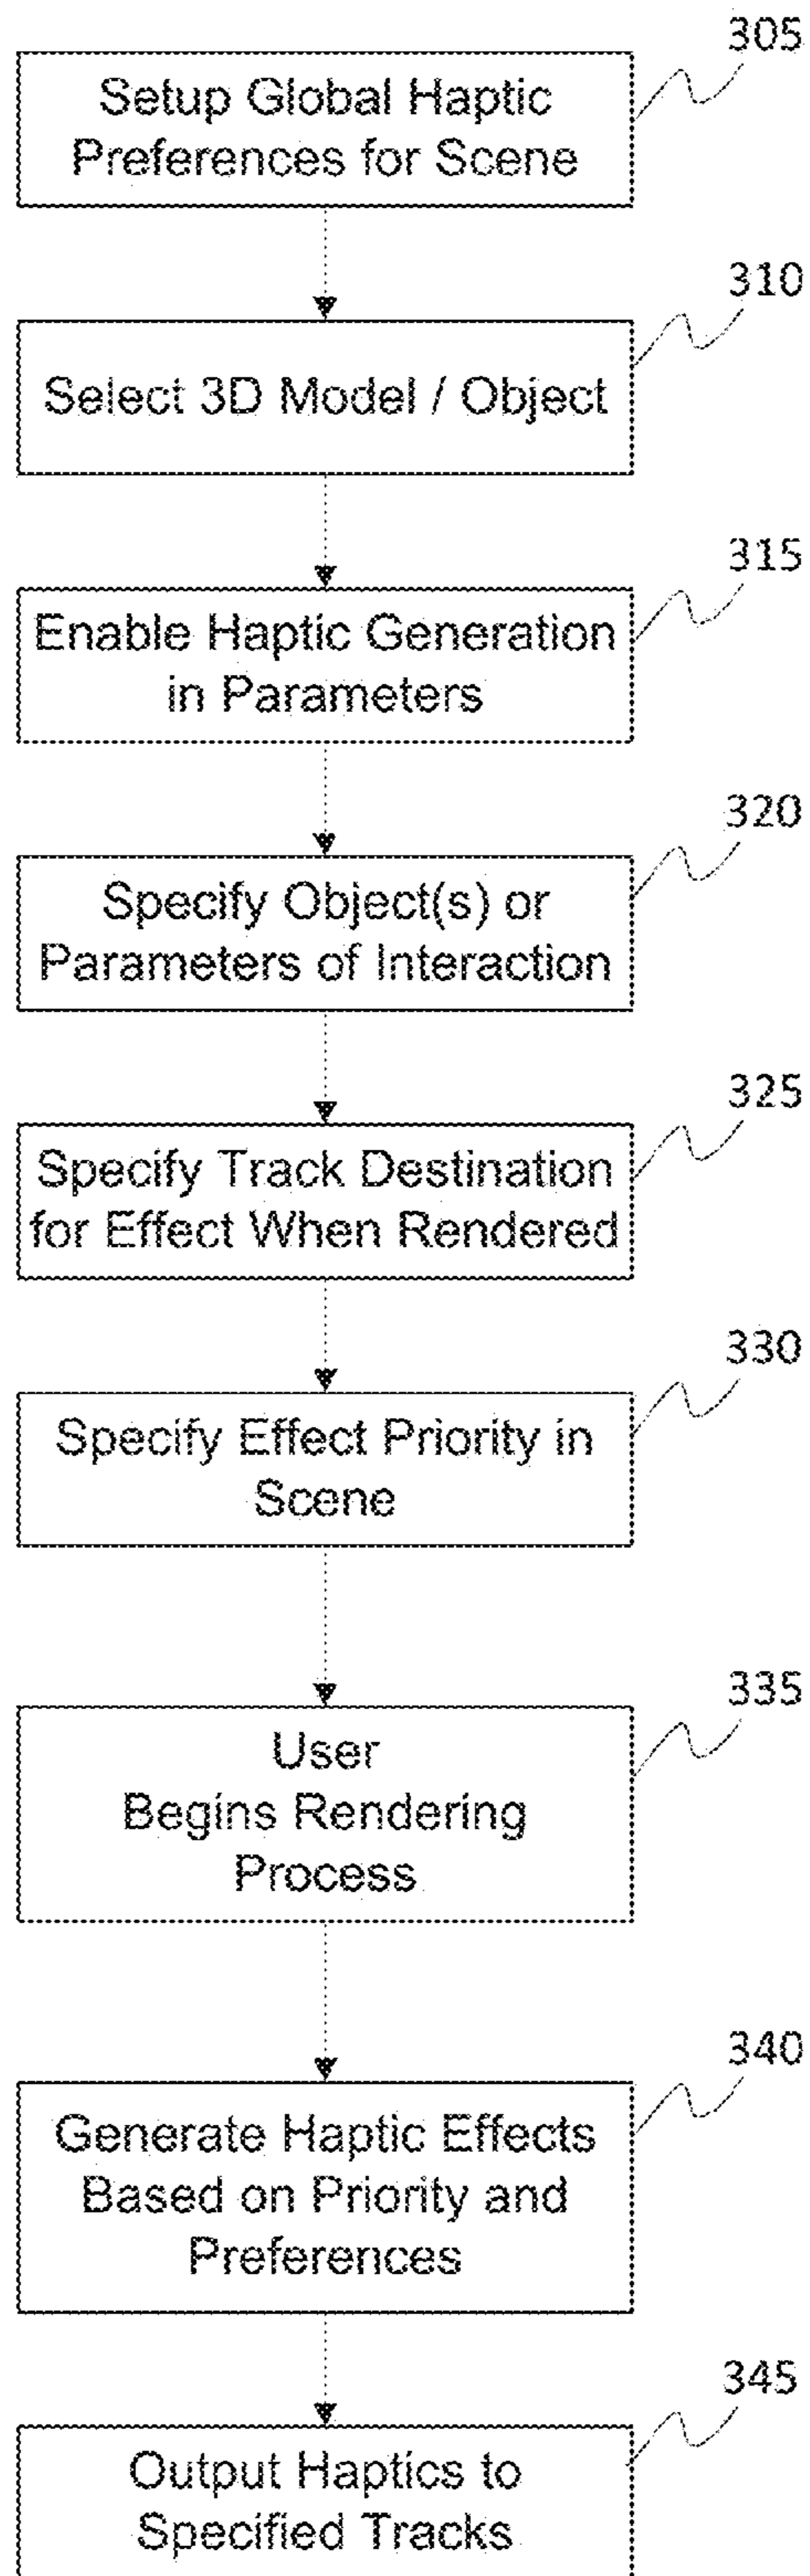 305
Setup Global Haptic
Preferences for Scene
310
Select 3D Model / Object
315
Enable Haptic Generation
in Parameters
320
Specify Object(s) or
Parameters of Interaction
325
Specify Track Destination
for Effect When Rendered
330
Specify Effect Priority in
Scene
335
User
Begins Rendering
Process
340
Generate Haptic Effects
Based on Priority and
Preferences
345
Output Haptics to
Specified Tracks